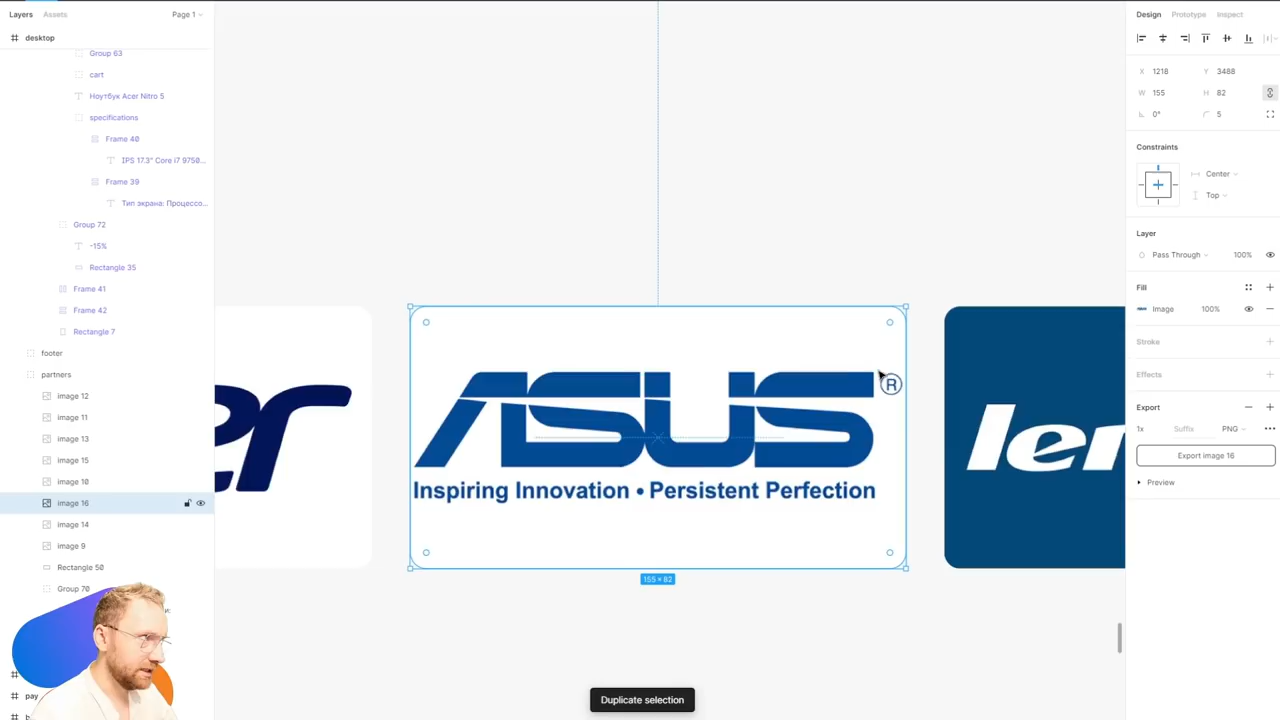 Layers Assets Page 1
desktop
Group 63
cart
Ноутбук Acer Nitro 5
specifications
Frame 40
IPS 17.3" Core i7 9750...
Frame 39
Тип экрана: Процессо...
Group 72
-15%
Rectangle 35
Frame 41
Frame 42
Rectangle 7
footer
partners
image 12
image 11
image 13
image 15
image 10
image 16
image 14
image 9
Rectangle 50
Group 70
pay
er
ASUS ®
Inspiring Innovation • Persistent Perfection
155 × 82
ler
Duplicate selection
Design Prototype Inspect
X 1218 Y 3488
W 155 H 82
0° 5
Constraints
Center
Top
Layer
Pass Through 100%
Fill
Image 100%
Stroke
Effects
Export
1x Suffix PNG
Export image 16
Preview